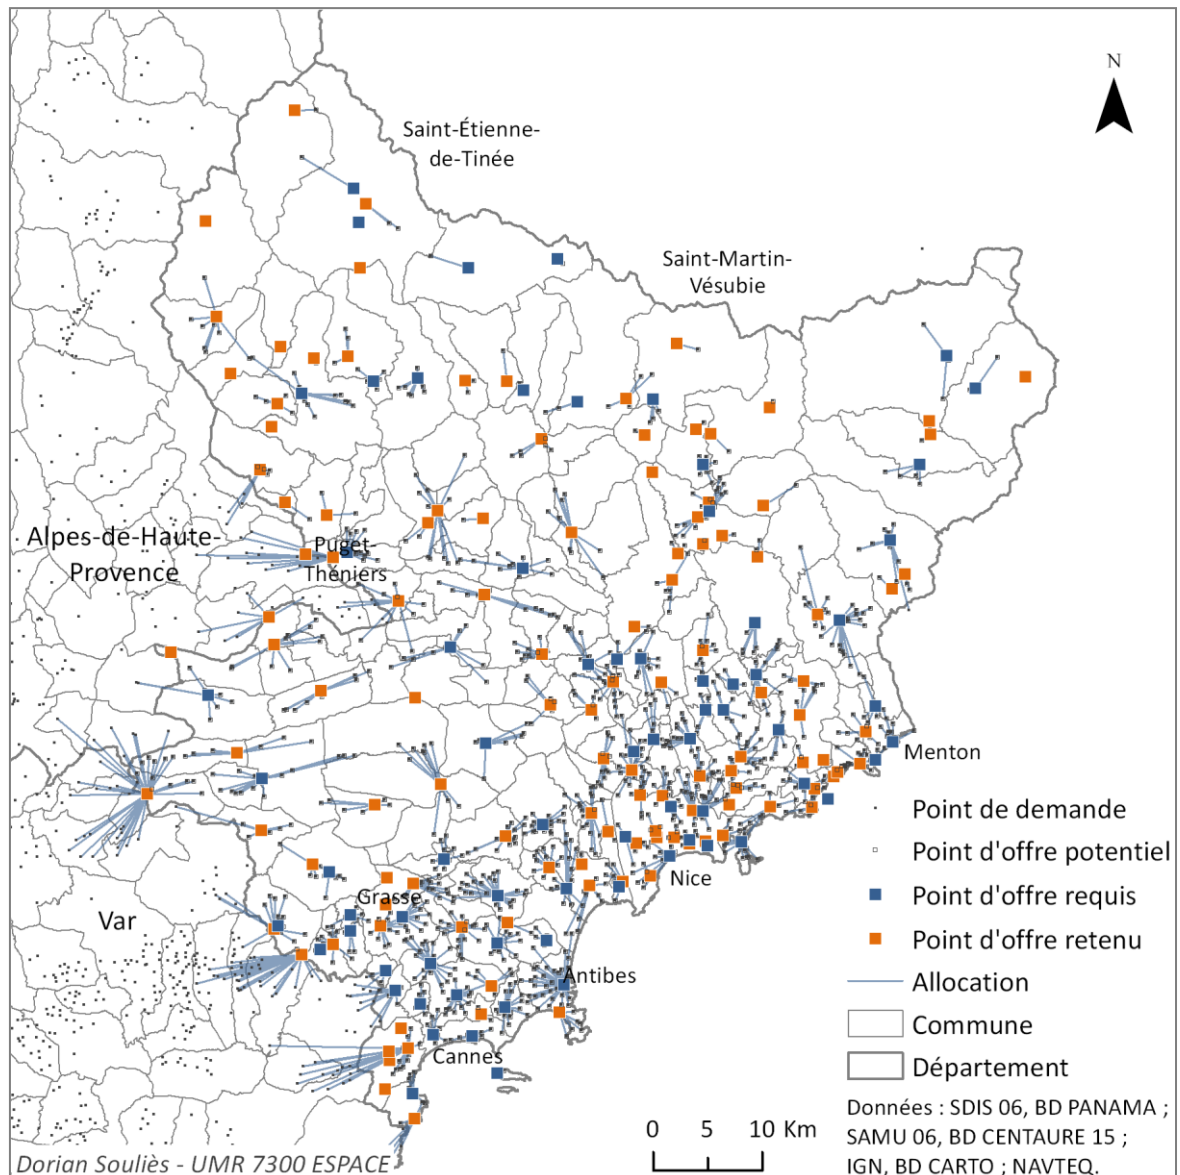 N
Saint-Étienne-
de-Tinée
Saint-Martin-
Vésubie
Alpes-de-Haute-
Provence
Puget-
Théniers
Menton
Point de demande
Point d'offre potentiel
Nice
Grasse
Point d'offre requis
Var
Point d'offre retenu
Antibes
Allocation
Commune
Cannes
Département
Données : SDIS 06, BD PANAMA ;
0 5 10 Km
SAMU 06, BD CENTAURE 15 ;
Dorian Souliès - UMR 7300 ESPACE
IGN, BD CARTO ; NAVTEQ.